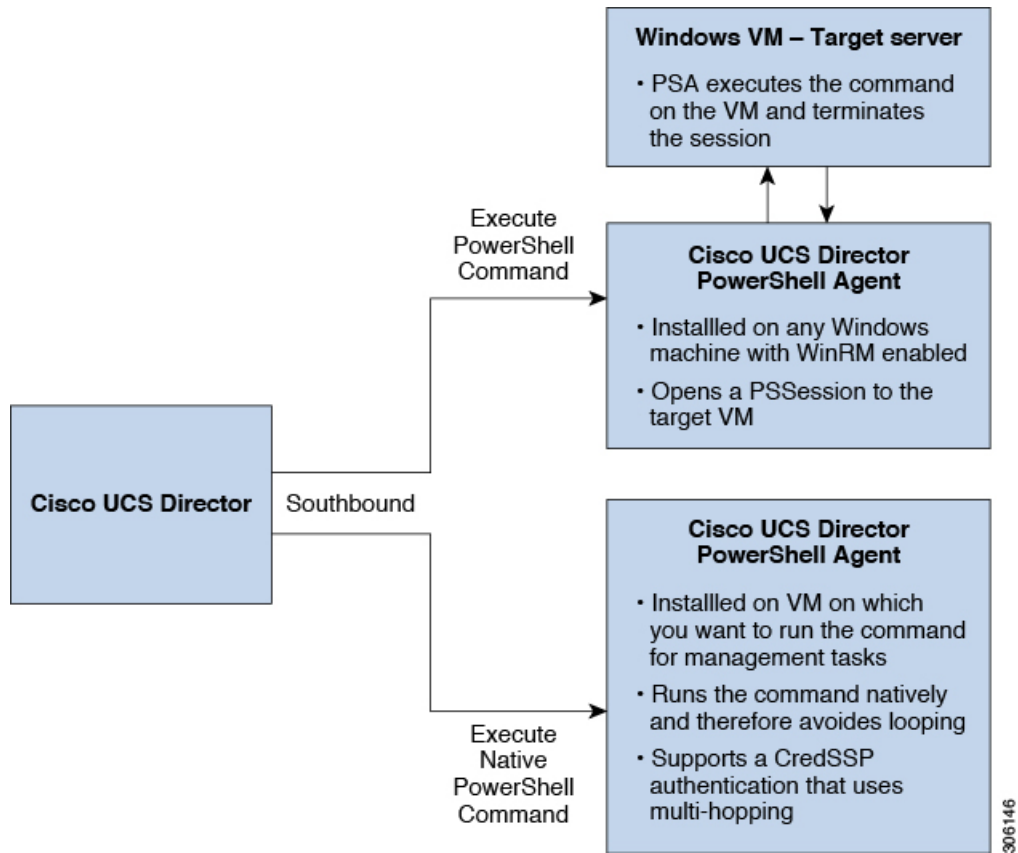 Windows VM – Target server
• PSA executes the command
on the VM and terminates
the session
Execute
PowerShell
Command
Cisco UCS Director
PowerShell Agent
• Installled on any Windows
machine with WinRM enabled
• Opens a PSSession to the
target VM
Cisco UCS Director
Southbound
Cisco UCS Director
PowerShell Agent
• Installled on VM on which
you want to run the command
for management tasks
• Runs the command natively
and therefore avoides looping
• Supports a CredSSP
authentication that uses
multi-hopping
Execute
Native
PowerShell
Command
306146